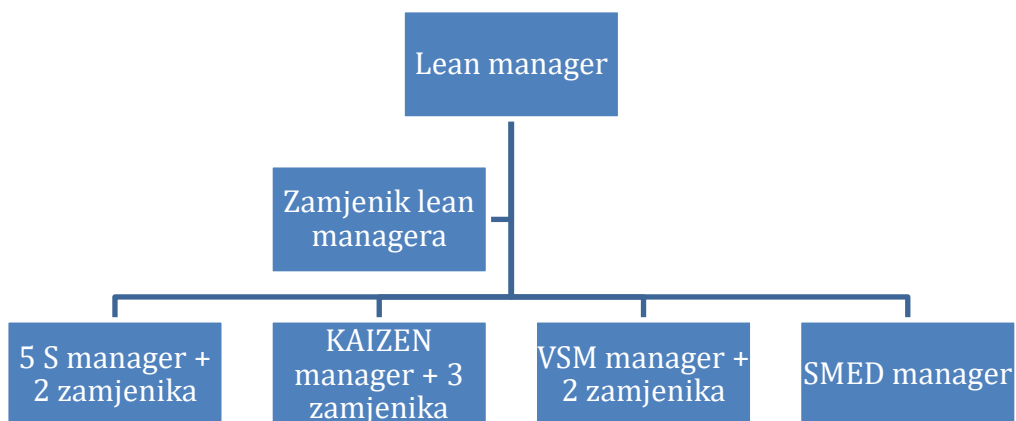 Lean manager
Zamjenik lean
managera
5 S manager +
2 zamjenika
KAIZEN
manager + 3
zamjenika
VSM manager +
2 zamjenika
SMED manager